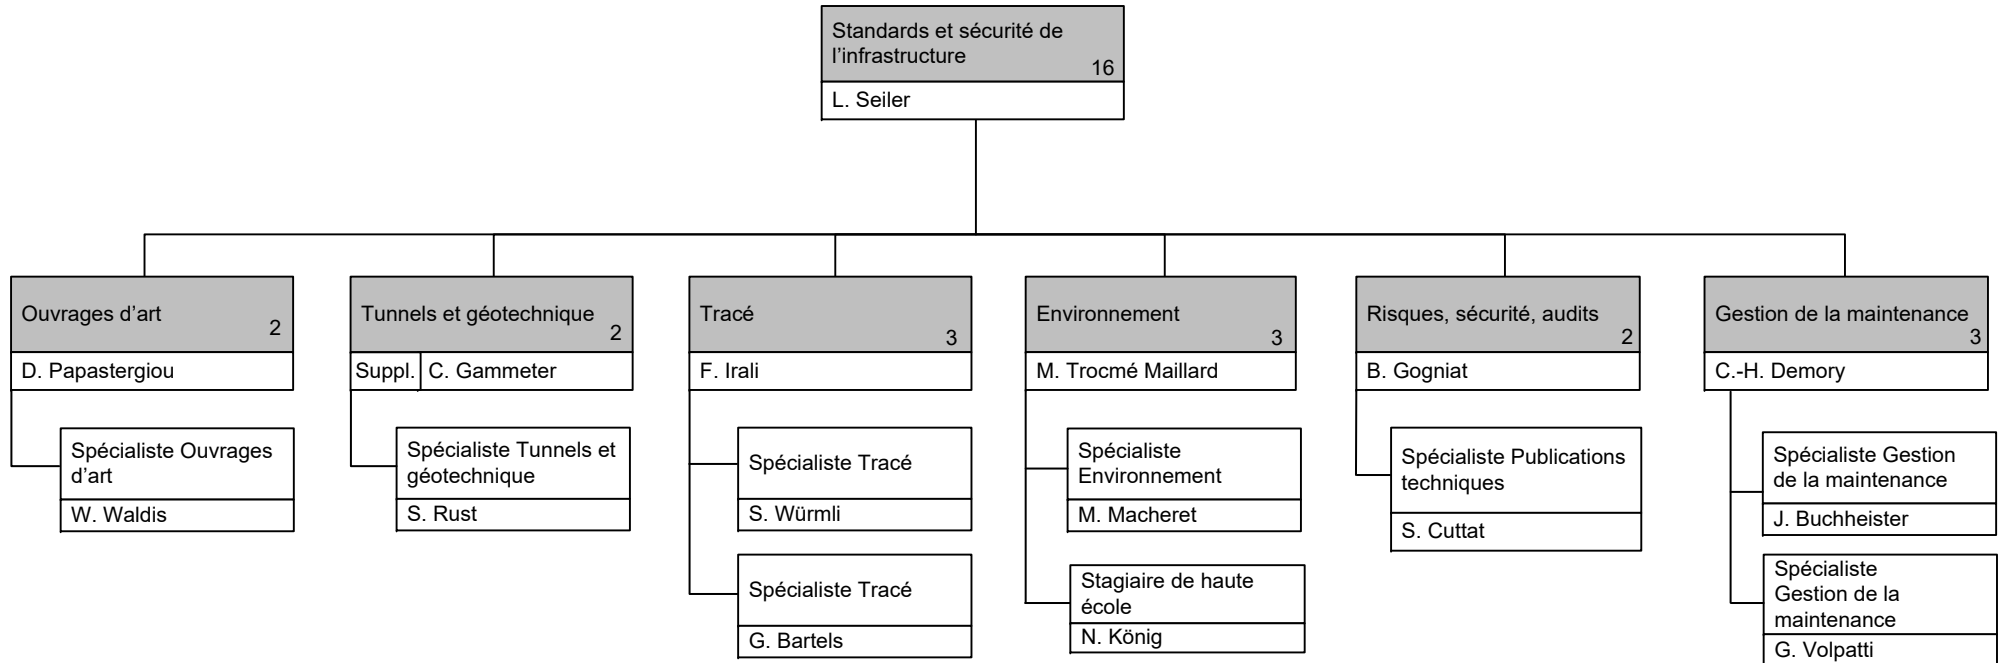 Standards et sécurité de
l'infrastructure
16
L. Seiler
Ouvrages d'art
2
D. Papastergiou
Spécialiste Ouvrages
d'art
W. Waldis
Tunnels et géotechnique
2
Suppl. C. Gammeter
Spécialiste Tunnels et
géotechnique
S. Rust
Tracé
3
F. Irali
Spécialiste Tracé
S. Würmli
Spécialiste Tracé
G. Bartels
Environnement
3
M. Trocmé Maillard
Spécialiste
Environnement
M. Macheret
Stagiaire de haute
école
N. König
Risques, sécurité, audits
2
B. Gogniat
Spécialiste Publications
techniques
S. Cuttat
Gestion de la maintenance
3
C.-H. Demory
Spécialiste Gestion
de la maintenance
J. Buchheister
Spécialiste
Gestion de la
maintenance
G. Volpatti